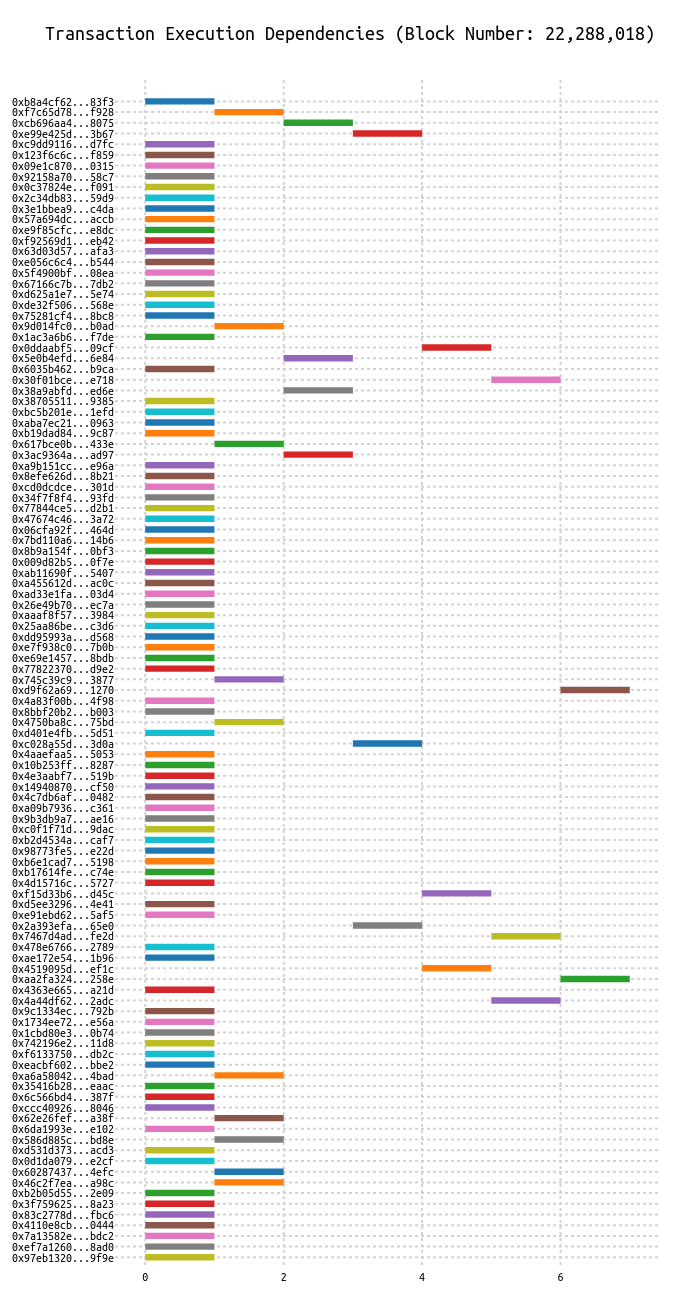 Transaction Execution Dependencies (Block Number: 22,288,018)
0xb8a4cf62...83f3
0xf7c65d78...f928
0xcb696aa4...8075
0xe99e425d...3b67
0xc9dd9116...d7fc
0x123f6c6c...f859
0x09e1c870...0315
0x92158a70...58c7
0x0c37824e...f091
0x2c34db83...59d9
0x3e1bbea9...c4da
0x57a694dc...accb
0xe9f85cfc...e8dc
0xf92569d1...eb42
0x63d03d57...afa3
0xe056c6c4...b544
0x5f4900bf...08ea
0x67166c7b...7db2
0xd625a1e7...5e74
0xde32f506...568e
0x75281cf4...8bc8
0x9d014fc0...b0ad
0x1ac3a6b6...f7de
0x0ddaabf5...09cf
0x5e0b4efd...6e84
0x6035b462...b9ca
0x30f01bce...e718
0x38a9abfd...ed6e
0x38705511...9385
0xbc5b201e...1efd
0xaba7ec21...0963
0xb19dad84...9c87
0x617bce0b...433e
0x3ac9364a...ad97
0xa9b151cc...e96a
0x8efe626d...8b21
0xcd0dcdce...301d
0x34f7f8f4...93fd
0x77844ce5...d2b1
0x47674c46...3a72
0x06cfa92f...464d
0x7bd110a6...14b6
0x8b9a154f...0bf3
0x009d82b5...0f7e
0xab11690f...5407
0xa455612d...ac0c
0xad33e1fa...03d4
0x26e49b70...ec7a
0xaaaf8f57...3984
0x25aa86be...c3d6
0xdd95993a...d568
0xe7f938c0...7b0b
0xe69e1457...8bdb
0x77822370...d9e2
0x745c39c9...3877
0xd9f62a69...1270
0x4a83f00b...4f98
0x8bbf20b2...b003
0x4750ba8c...75bd
0xd401e4fb...5d51
0xc028a55d...3d0a
0x4aaefaa5...5053
0x10b253ff...8287
0x4e3aabf7...519b
0x14940870...cf50
0x4c7db6af...0482
0xa09b7936...c361
0x9b3db9a7...ae16
0xc0f1f71d...9dac
0xb2d4534a...caf7
0x98773fe5...e22d
0xb6e1cad7...5198
0xb17614fe...c74e
0x4d15716c...5727
0xf15d33b6...d45c
0xd5ee3296...4e41
0xe91ebd62...5af5
0x2a393efa...65e0
0x7467d4ad...fe2d
0x478e6766...2789
0xae172e54...1b96
0x4519095d...ef1c
0xaa2fa324...258e
0x4363e665...a21d
0x4a44df62...2adc
0x9c1334ec...792b
0x1734ee72...e56a
0x1cbd80e3...0b74
0x742196e2...11d8
0xf6133750...db2c
0xeacbf602...bbe2
0xa6a58042...4bad
0x35416b28...eaac
0x6c566bd4...387f
0xccc40926...8046
0x62e26fef...a38f
0x6da1993e...e102
0x586d885c...bd8e
0xd531d373...acd3
0x0d1da079...e2cf
0x60287437...4efc
0x46c2f7ea...a98c
0xb2b05d55...2e09
0x3f759625...8a23
0x83c2778d...fbc6
0x4110e8cb...0444
0x7a13582e...bdc2
0xef7a1260...8ad0
0x97eb1320...9f9e
0 2 4 6